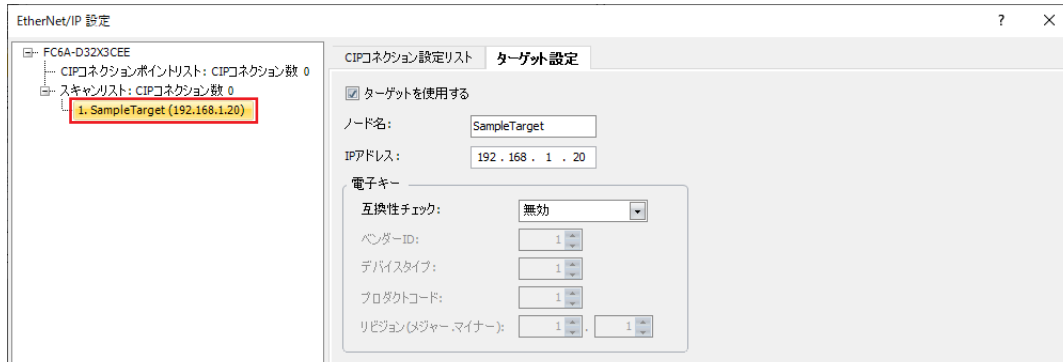 EtherNet/IP 設定
? ×
FC6A-D32X3CEE
CIPコネクションポイントリスト: CIPコネクション数 0
スキャンリスト: CIPコネクション数 0
1. SampleTarget (192.168.1.20)
CIPコネクション設定リスト ターゲット設定
ターゲットを使用する
ノード名: SampleTarget
IPアドレス: 192 . 168 . 1 . 20
電子キー
互換性チェック: 無効
ベンダーID: 1
デバイスタイプ: 1
プロダクトコード: 1
リビジョン(メジャー.マイナー): 1 . 1